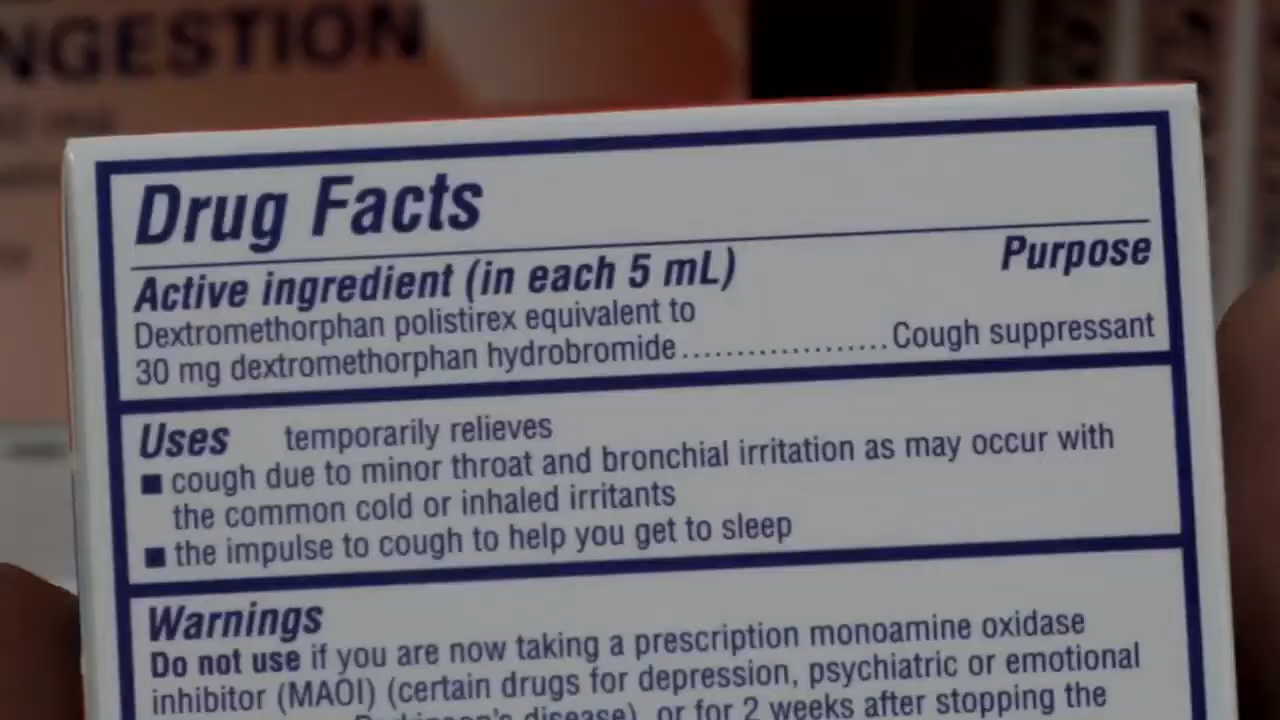 NGESTION
Drug Facts
Active ingredient (in each 5 mL) Purpose
Dextromethorphan polistirex equivalent to
30 mg dextromethorphan hydrobromide....................Cough suppressant
Uses temporarily relieves
■ cough due to minor throat and bronchial irritation as may occur with
the common cold or inhaled irritants
■ the impulse to cough to help you get to sleep
Warnings
Do not use if you are now taking a prescription monoamine oxidase
inhibitor (MAOI) (certain drugs for depression, psychiatric or emotional
Parkinson's disease), or for 2 weeks after stopping the